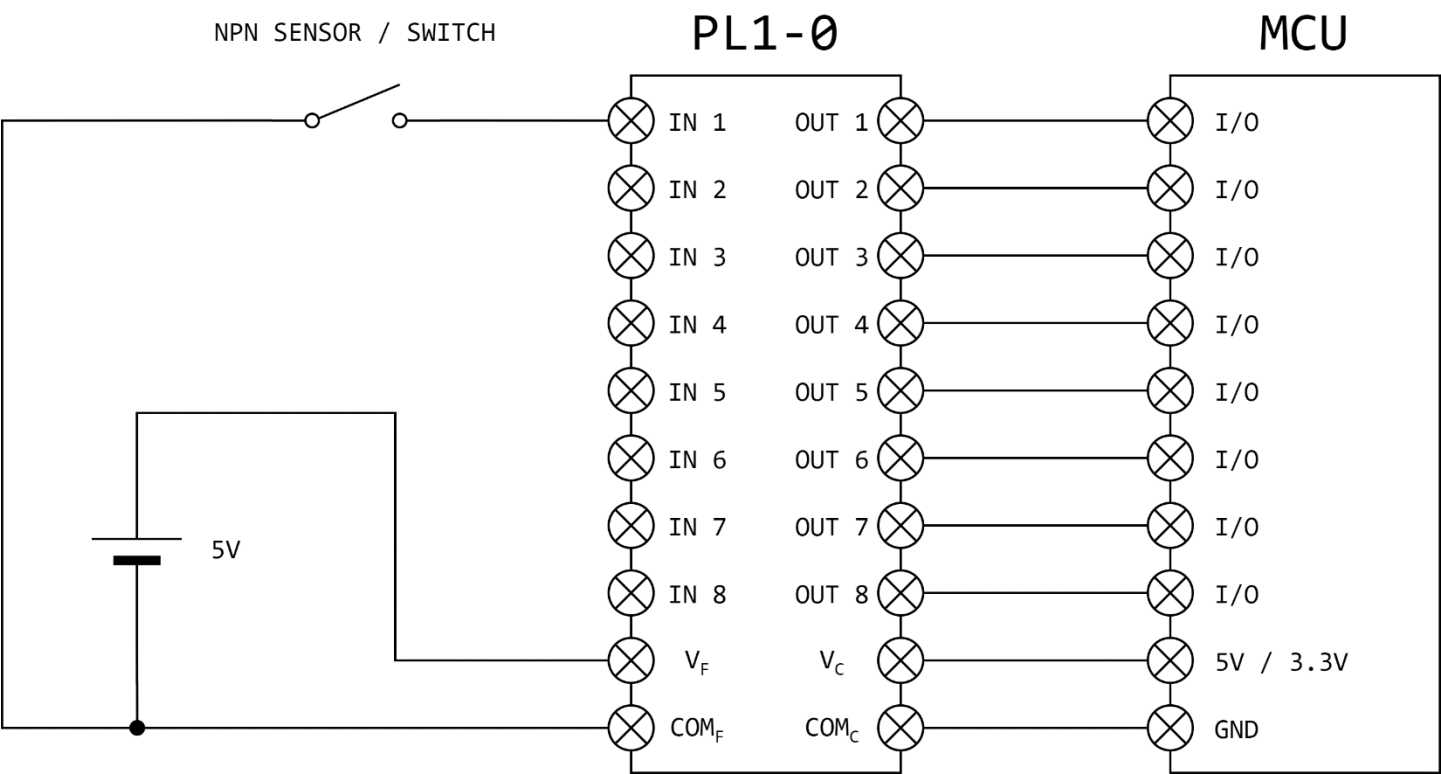 NPN SENSOR / SWITCH
PL1-0
MCU
IN 1 OUT 1 I/O
IN 2 OUT 2 I/O
IN 3 OUT 3 I/O
IN 4 OUT 4 I/O
IN 5 OUT 5 I/O
IN 6 OUT 6 I/O
IN 7 OUT 7 I/O
5V
IN 8 OUT 8 I/O
VF VC 5V / 3.3V
COMF COMC GND